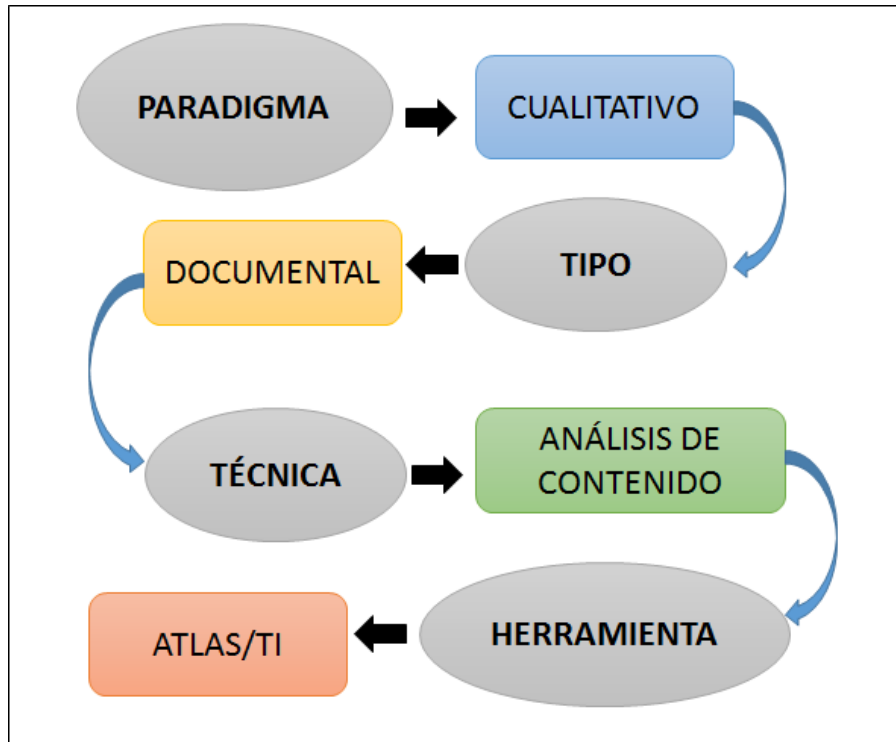 PARADIGMA
CUALITATIVO
TIPO
DOCUMENTAL
TÉCNICA
ANÁLISIS DE
CONTENIDO
HERRAMIENTA
ATLAS/TI